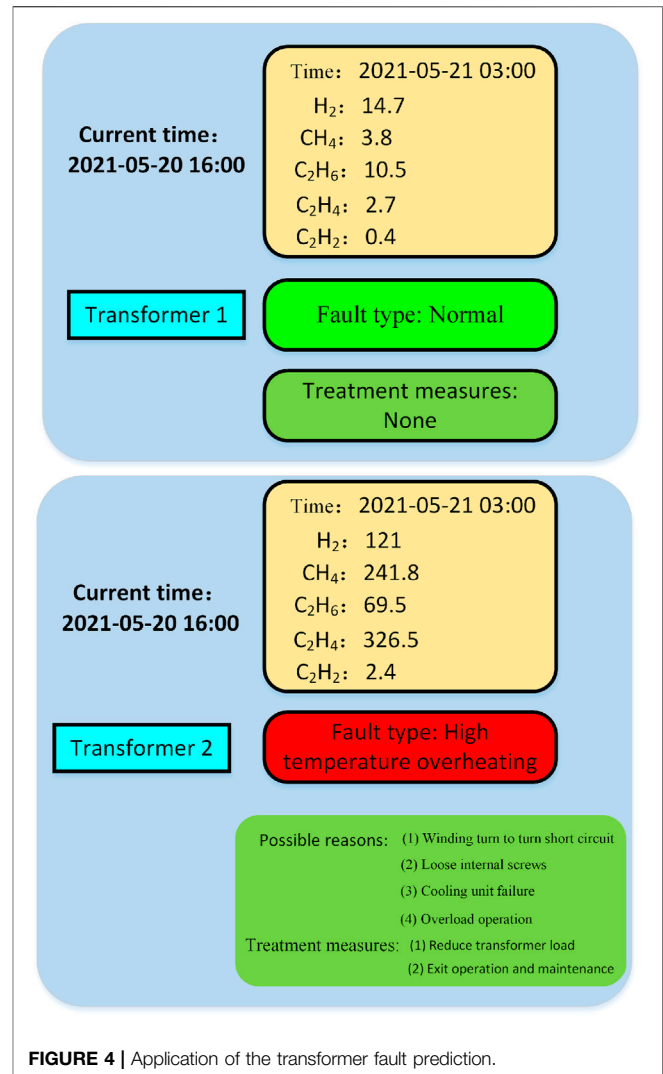 Time： 2021-05-21 03:00
H₂： 14.7
Current time：
2021-05-20 16:00
CH₄： 3.8
C₂H₆： 10.5
C₂H₄： 2.7
C₂H₂： 0.4
Transformer 1
Fault type: Normal
Treatment measures:
None
Time： 2021-05-21 03:00
H₂： 121
Current time：
2021-05-20 16:00
CH₄： 241.8
C₂H₆： 69.5
C₂H₄： 326.5
C₂H₂： 2.4
Transformer 2
Fault type: High
temperature overheating
Possible reasons: (1) Winding turn to turn short circuit
(2) Loose internal screws
(3) Cooling unit failure
(4) Overload operation
Treatment measures: (1) Reduce transformer load
(2) Exit operation and maintenance
FIGURE 4 | Application of the transformer fault prediction.